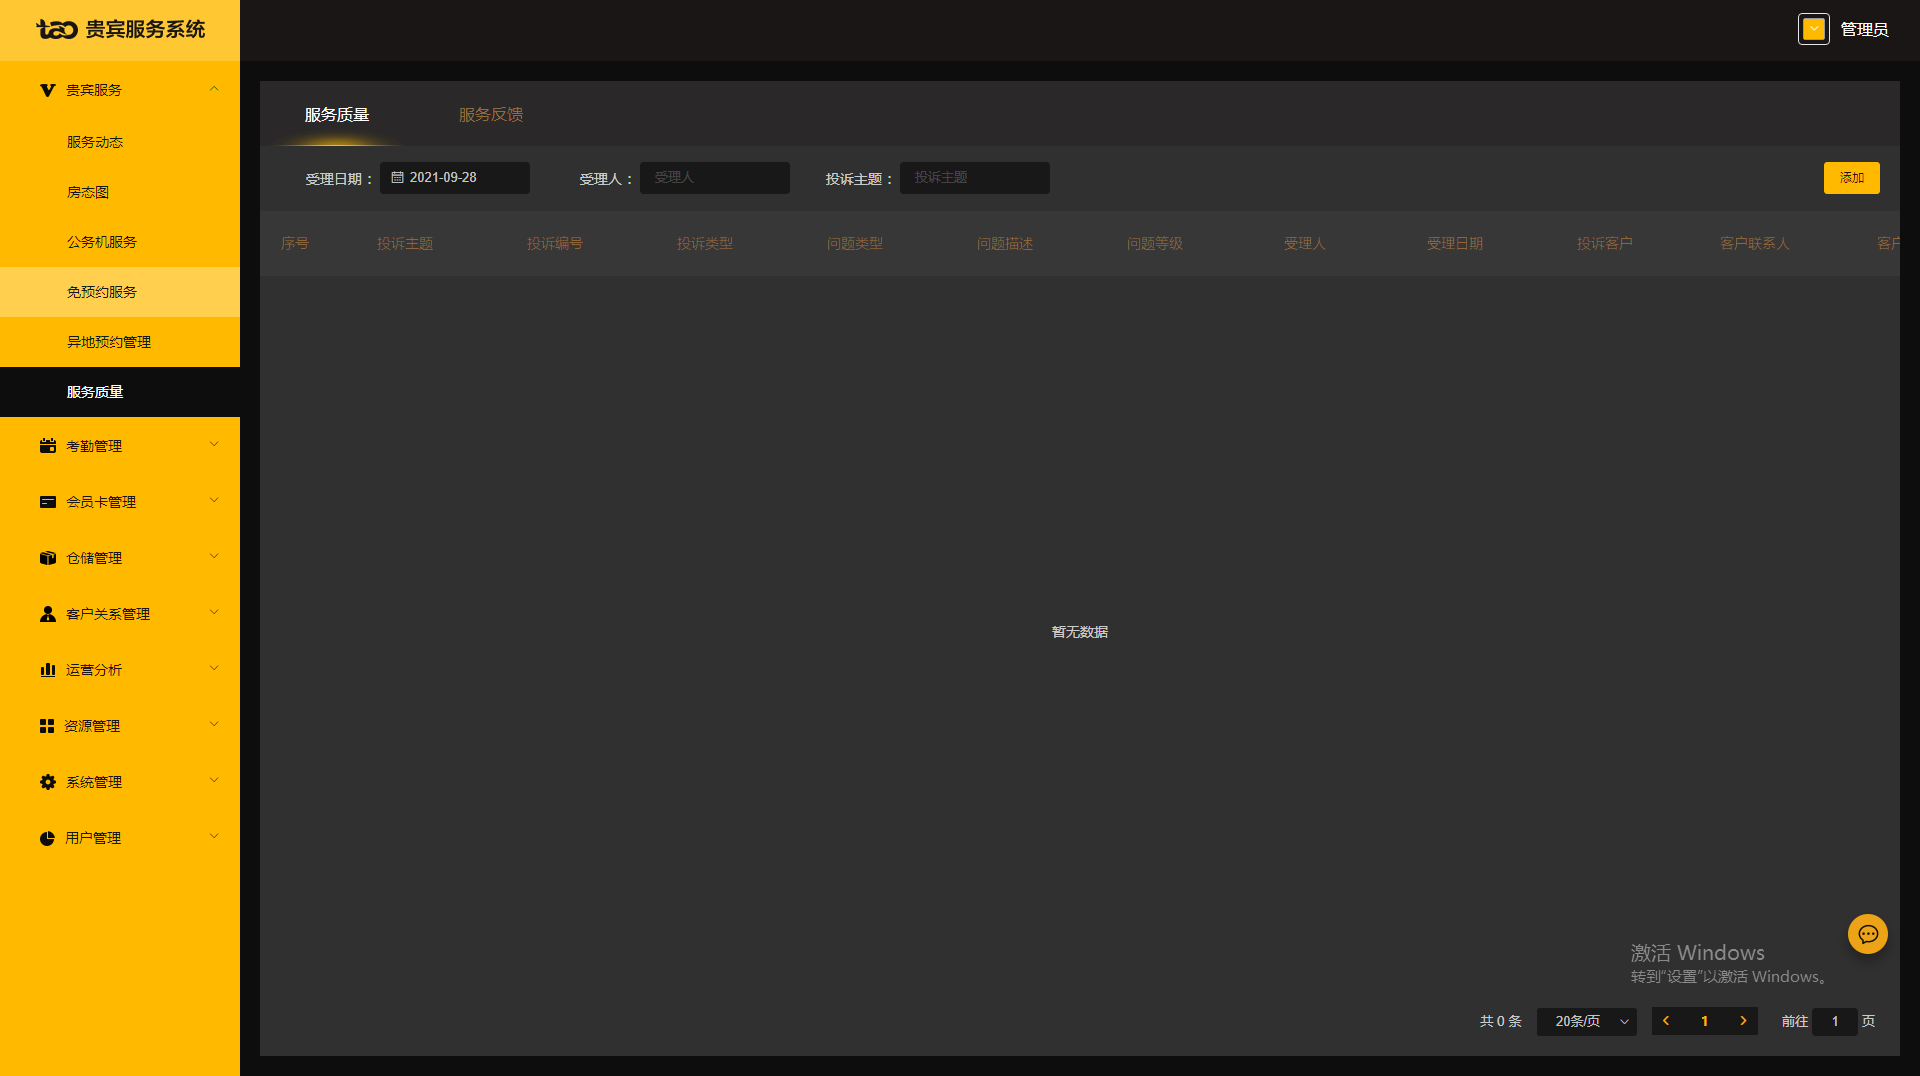 tao 贵宾服务系统
管理员
贵宾服务
服务动态
房态图
公务机服务
免预约服务
异地预约管理
服务质量
考勤管理
会员卡管理
仓储管理
客户关系管理
运营分析
资源管理
系统管理
用户管理
服务质量 服务反馈
受理日期： 2021-09-28 受理人： 受理人 投诉主题： 投诉主题 添加
序号 投诉主题 投诉编号 投诉类型 问题类型 问题描述 问题等级 受理人 受理日期 投诉客户 客户联系人 客户
暂无数据
激活 Windows
转到"设置"以激活 Windows。
共 0 条 20条/页 1 前往 1 页